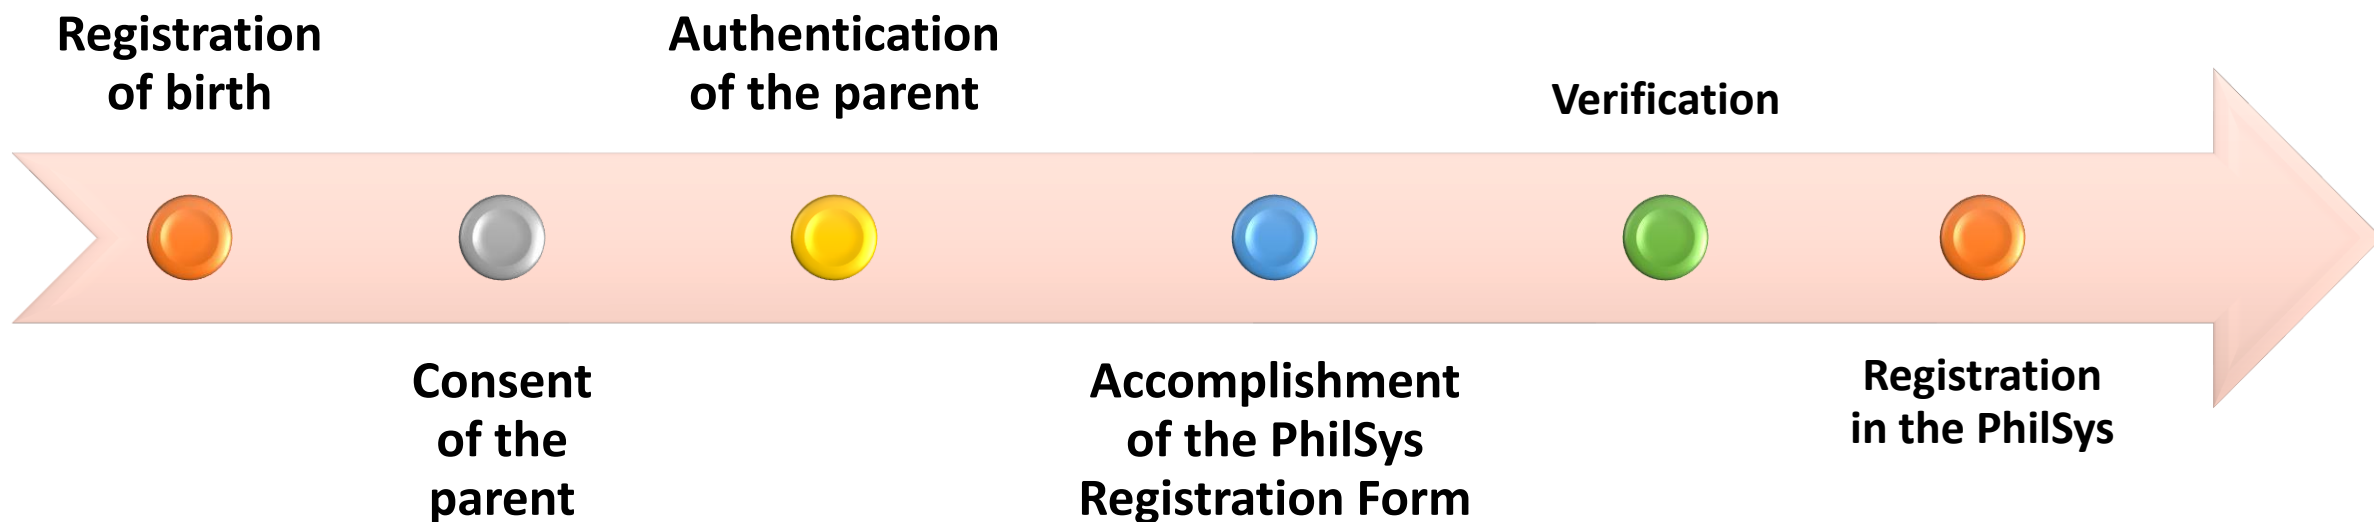 Registration
of birth
Consent
of the
parent
Authentication
of the parent
Accomplishment
of the PhilSys
Registration Form
Verification
Registration
in the PhilSys